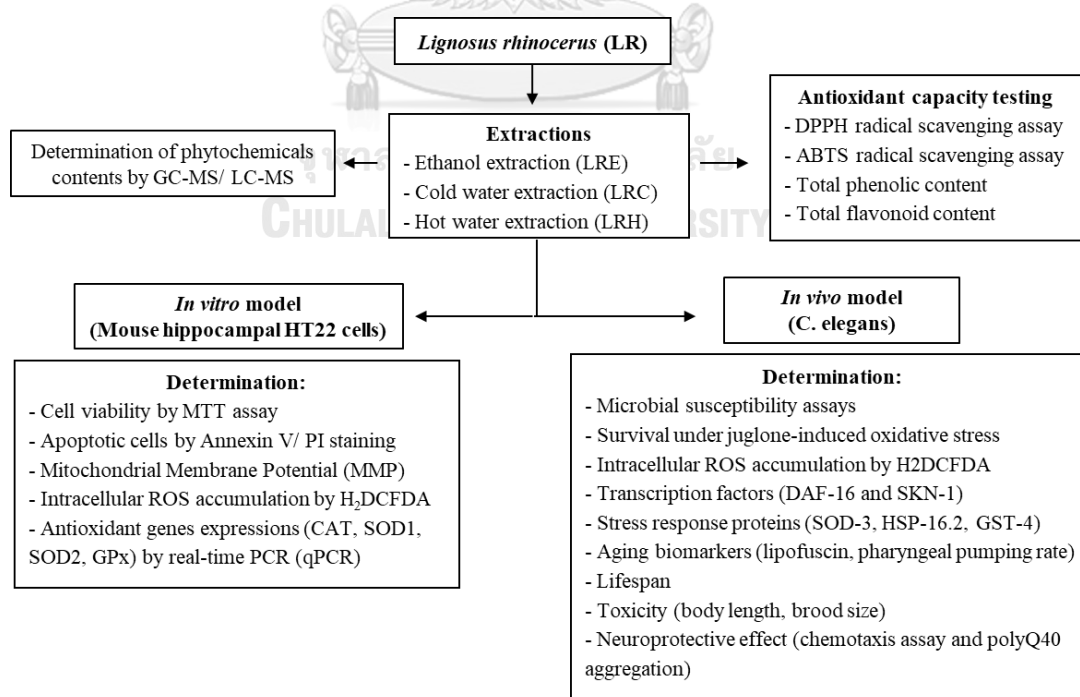 Lignosus rhinocerus (LR)
Extractions
- Ethanol extraction (LRE)
- Cold water extraction (LRC)
- Hot water extraction (LRH)
Determination of phytochemicals
contents by GC-MS/ LC-MS
Antioxidant capacity testing
- DPPH radical scavenging assay
- ABTS radical scavenging assay
- Total phenolic content
- Total flavonoid content
In vitro model
(Mouse hippocampal HT22 cells)
Determination:
- Cell viability by MTT assay
- Apoptotic cells by Annexin V/ PI staining
- Mitochondrial Membrane Potential (MMP)
- Intracellular ROS accumulation by H₂DCFDA
- Antioxidant genes expressions (CAT, SOD1,
SOD2, GPx) by real-time PCR (qPCR)
In vivo model
(C. elegans)
Determination:
- Microbial susceptibility assays
- Survival under juglone-induced oxidative stress
- Intracellular ROS accumulation by H2DCFDA
- Transcription factors (DAF-16 and SKN-1)
- Stress response proteins (SOD-3, HSP-16.2, GST-4)
- Aging biomarkers (lipofuscin, pharyngeal pumping rate)
- Lifespan
- Toxicity (body length, brood size)
- Neuroprotective effect (chemotaxis assay and polyQ40
aggregation)